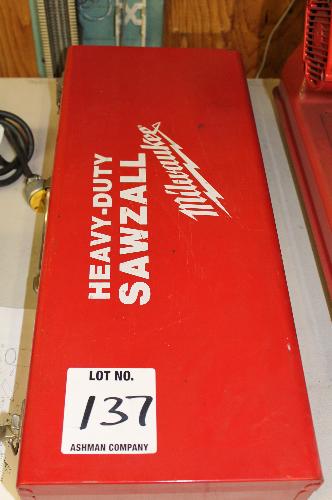 HEAVY-DUTY
SAWZALL
Milwaukee
LOT NO.
137
ASHMAN COMPANY